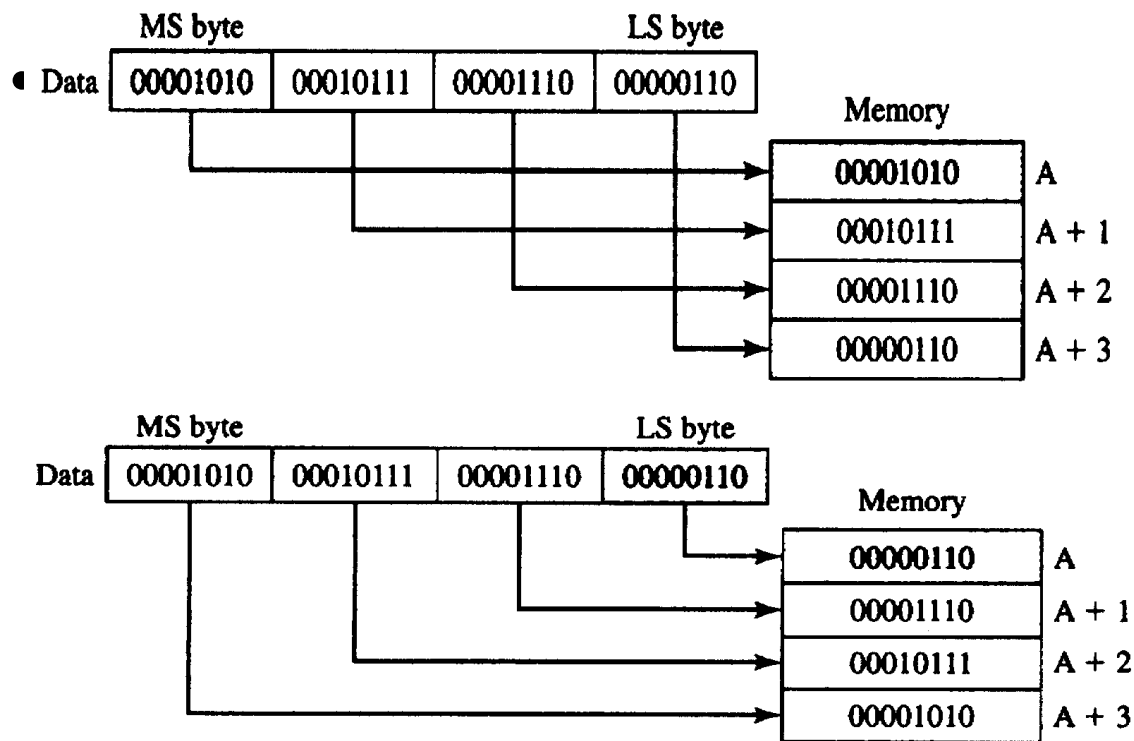 MS byte LS byte
Data 00001010 00010111 00001110 00000110
Memory
00001010 A
00010111 A + 1
00001110 A + 2
00000110 A + 3
MS byte LS byte
Data 00001010 00010111 00001110 00000110
Memory
00000110 A
00001110 A + 1
00010111 A + 2
00001010 A + 3